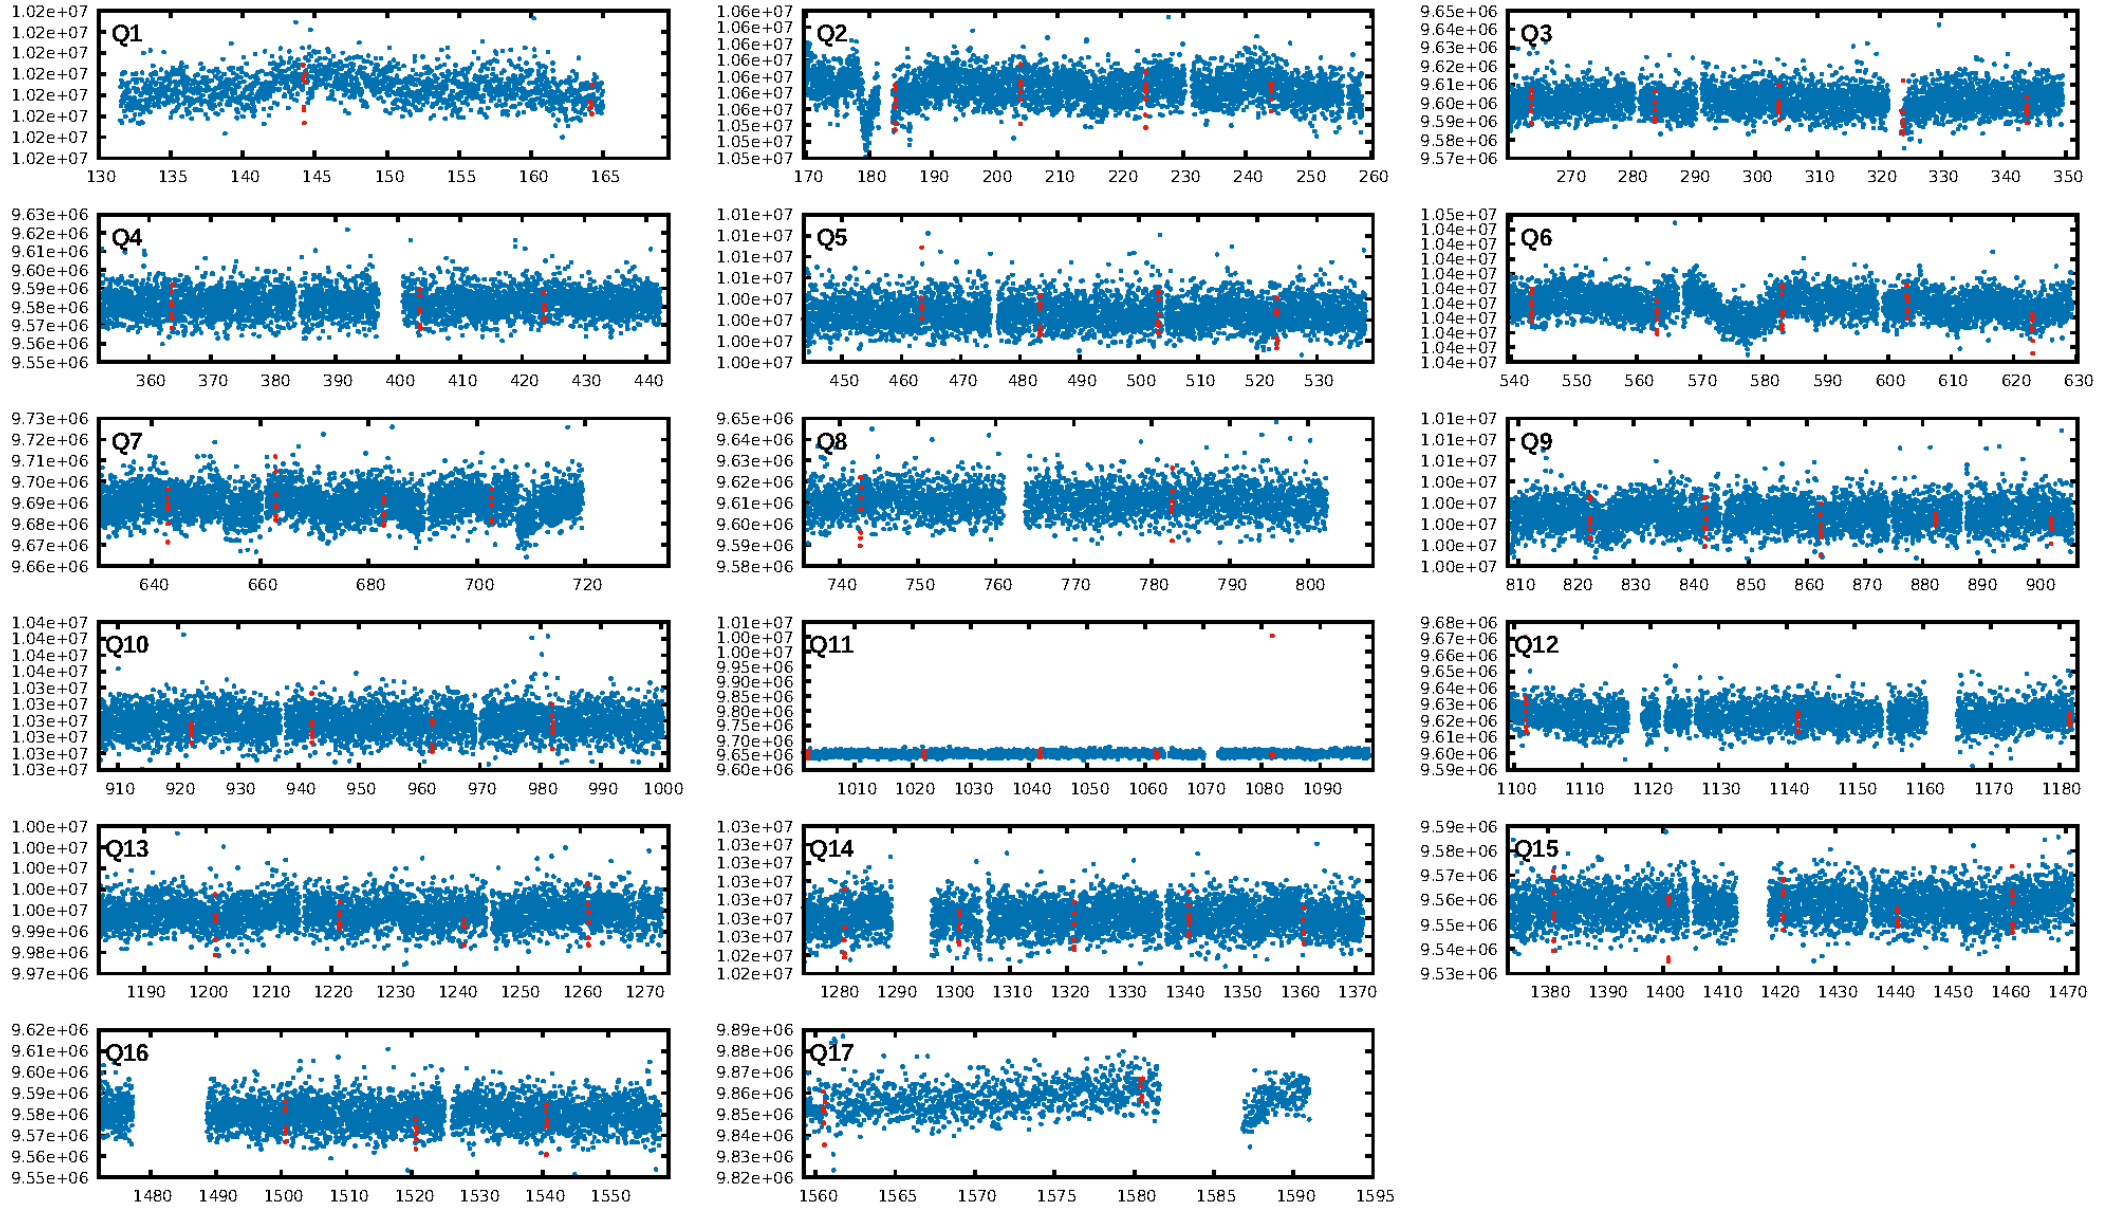 1.02e+07
1.02e+07
1.02e+07
1.02e+07
1.02e+07
1.02e+07
1.02e+07
1.02e+07
Q1
130 135 140 145 150 155 160 165
1.06e+07
1.06e+07
1.06e+07
1.06e+07
1.06e+07
1.06e+07
1.06e+07
1.05e+07
1.05e+07
1.05e+07
Q2
170 180 190 200 210 220 230 240 250 260
9.65e+06
9.64e+06
9.63e+06
9.62e+06
9.61e+06
9.60e+06
9.59e+06
9.58e+06
9.57e+06
Q3
270 280 290 300 310 320 330 340 350
9.63e+06
9.62e+06
9.61e+06
9.60e+06
9.59e+06
9.58e+06
9.57e+06
9.56e+06
9.55e+06
Q4
360 370 380 390 400 410 420 430 440
1.01e+07
1.01e+07
1.01e+07
1.01e+07
1.00e+07
1.00e+07
1.00e+07
1.00e+07
Q5
450 460 470 480 490 500 510 520 530
1.05e+07
1.04e+07
1.04e+07
1.04e+07
1.04e+07
1.04e+07
1.04e+07
1.04e+07
1.04e+07
1.04e+07
1.04e+07
Q6
540 550 560 570 580 590 600 610 620 630
9.73e+06
9.72e+06
9.71e+06
9.70e+06
9.69e+06
9.68e+06
9.67e+06
9.66e+06
Q7
640 660 680 700 720
9.65e+06
9.64e+06
9.63e+06
9.62e+06
9.61e+06
9.60e+06
9.59e+06
9.58e+06
Q8
740 750 760 770 780 790 800
1.01e+07
1.01e+07
1.01e+07
1.00e+07
1.00e+07
1.00e+07
1.00e+07
1.00e+07
Q9
810 820 830 840 850 860 870 880 890 900
1.04e+07
1.04e+07
1.04e+07
1.04e+07
1.03e+07
1.03e+07
1.03e+07
1.03e+07
1.03e+07
1.03e+07
Q10
910 920 930 940 950 960 970 980 990 1000
1.01e+07
1.00e+07
1.00e+07
9.95e+06
9.90e+06
9.85e+06
9.80e+06
9.75e+06
9.70e+06
9.65e+06
9.60e+06
Q11
1010 1020 1030 1040 1050 1060 1070 1080 1090
9.68e+06
9.67e+06
9.66e+06
9.65e+06
9.64e+06
9.63e+06
9.62e+06
9.61e+06
9.60e+06
9.59e+06
Q12
1100 1110 1120 1130 1140 1150 1160 1170 1180
1.00e+07
1.00e+07
1.00e+07
1.00e+07
1.00e+07
9.99e+06
9.98e+06
9.97e+06
Q13
1190 1200 1210 1220 1230 1240 1250 1260 1270
1.03e+07
1.03e+07
1.03e+07
1.03e+07
1.03e+07
1.03e+07
1.03e+07
1.02e+07
1.02e+07
Q14
1280 1290 1300 1310 1320 1330 1340 1350 1360 1370
9.59e+06
9.58e+06
9.57e+06
9.56e+06
9.55e+06
9.54e+06
9.53e+06
Q15
1380 1390 1400 1410 1420 1430 1440 1450 1460 1470
9.62e+06
9.61e+06
9.60e+06
9.59e+06
9.58e+06
9.57e+06
9.56e+06
9.55e+06
Q16
1480 1490 1500 1510 1520 1530 1540 1550
9.89e+06
9.88e+06
9.87e+06
9.86e+06
9.85e+06
9.84e+06
9.83e+06
9.82e+06
Q17
1560 1565 1570 1575 1580 1585 1590 1595